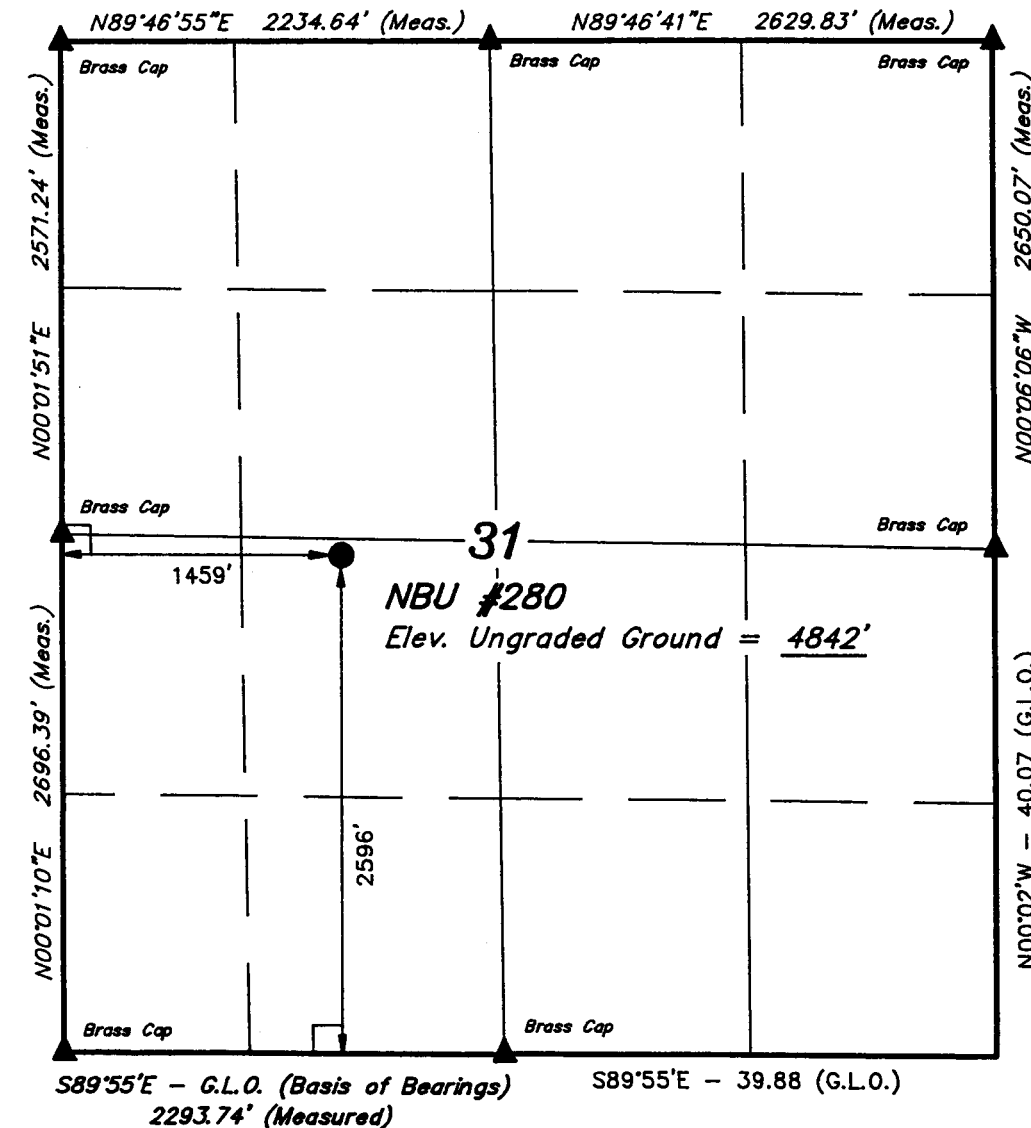 N89°46'55"E 2234.64' (Meas.)
N89°46'41"E 2629.83' (Meas.)
Brass Cap
Brass Cap
Brass Cap
2571.24' (Meas.)
N00°01'51"E
2650.07' (Meas.)
N00°06'06"W
Brass Cap
Brass Cap
31
1459'
NBU #280
Elev. Ungraded Ground = 4842'
2696.39' (Meas.)
N00°01'10"E
2596'
N00°02'W - 40.07 (G.L.O.)
Brass Cap
Brass Cap
S89°55'E - G.L.O. (Basis of Bearings)
2293.74' (Measured)
S89°55'E - 39.88 (G.L.O.)